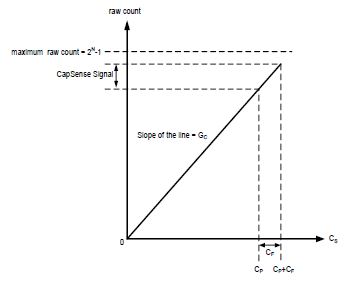 raw count
maximum raw count = 2ᴺ-1
CapSense Signal
Slope of the line = G_C
0
C_S
C_F
C_P C_P+C_F